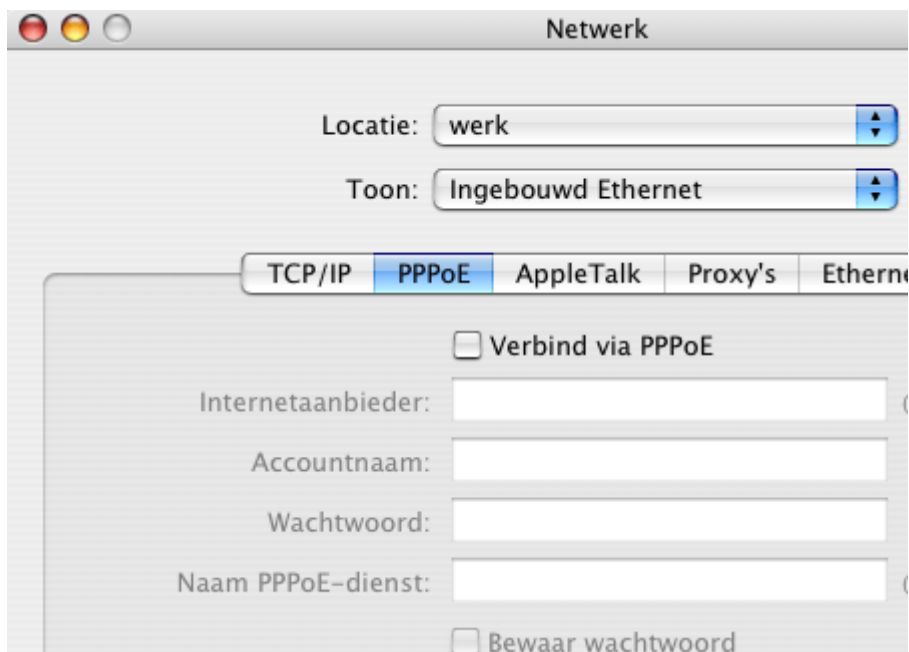 Netwerk
Locatie: werk
Toon: Ingebouwd Ethernet
TCP/IP PPPoE AppleTalk Proxy's
Verbind via PPPoE
Internetaanbieder:
Accountnaam:
Wachtwoord:
Naam PPPoE-dienst:
Bewaar wachtwoord